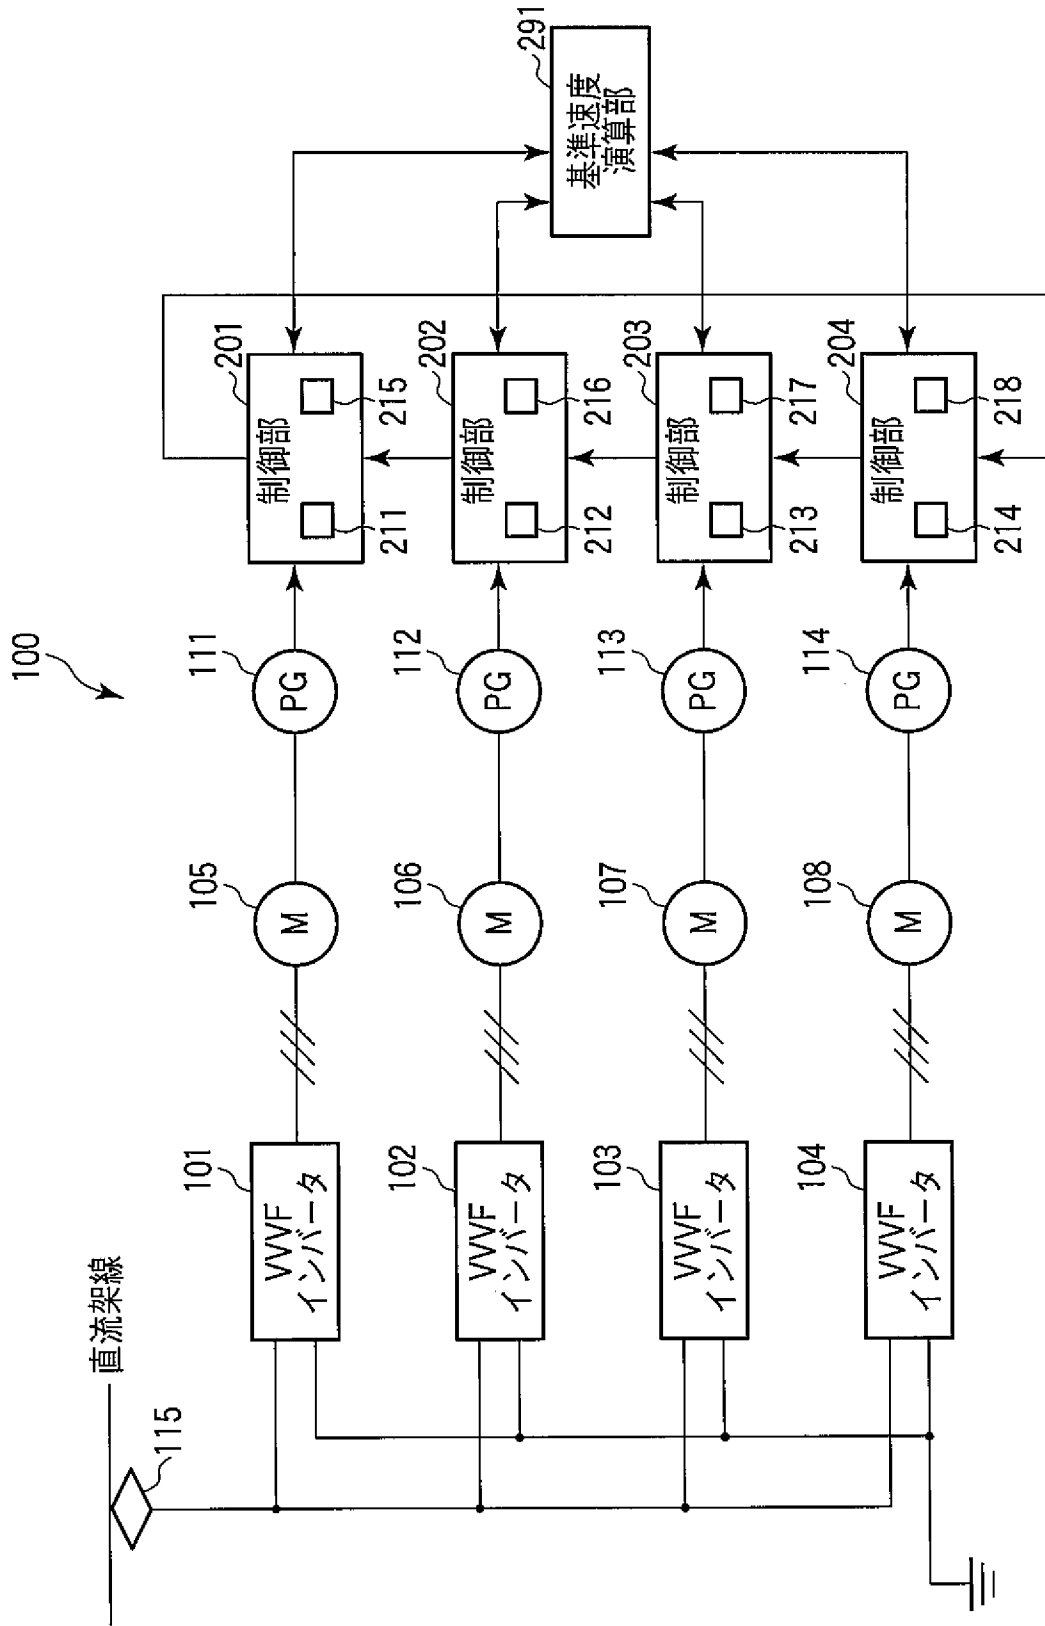 100
直流架線
115
101
VVVF
インバータ
105
M
111
PG
201
制御部
211
215
102
VVVF
インバータ
106
M
112
PG
202
制御部
212
216
291
基準速度
演算部
103
VVVF
インバータ
107
M
113
PG
203
制御部
213
217
104
VVVF
インバータ
108
M
114
PG
204
制御部
214
218